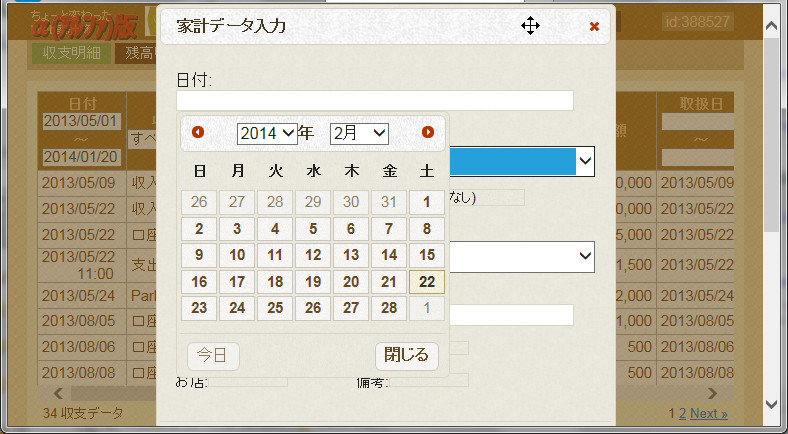 ちょっと変わった
α(アルファ)版
id:388527
収支明細
残高
家計データ入力
日付:
2014 年 2月
日 月 火 水 木 金 土
26 27 28 29 30 31 1
2 3 4 5 6 7 8
9 10 11 12 13 14 15
16 17 18 19 20 21 22
23 24 25 26 27 28 1
今日 閉じる
なし)
お店: 備考:
日付 額 取扱日
2013/05/01
～ ～
2014/01/20
すべ
2013/05/09 収入 0,000 2013/05/09
2013/05/22 収入 0,000 2013/05/22
2013/05/22 口座 5,000 2013/05/22
2013/05/22
11:00 支出 1,500 2013/05/22
2013/05/24 Par 2,000 2013/05/24
2013/08/05 口座 1,000 2013/08/05
2013/08/06 口座 500 2013/08/06
2013/08/08 口座 500 2013/08/08
34 収支データ
1 2 Next »